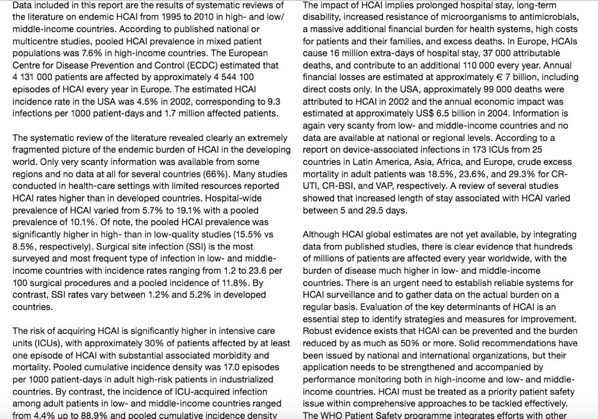 Data included in this report are the results of systematic reviews of
the literature on endemic HCAI from 1995 to 2010 in high- and low/
middle-income countries. According to published national or
multicentre studies, pooled HCAI prevalence in mixed patient
populations was 7.6% in high-income countries. The European
Centre for Disease Prevention and Control (ECDC) estimated that
4 131 000 patients are affected by approximately 4 544 100
episodes of HCAI every year in Europe. The estimated HCAI
incidence rate in the USA was 4.5% in 2002, corresponding to 9.3
infections per 1000 patient-days and 1.7 million affected patients.
The systematic review of the literature revealed clearly an extremely
fragmented picture of the endemic burden of HCAI in the developing
world. Only very scanty information was available from some
regions and no data at all for several countries (66%). Many studies
conducted in health-care settings with limited resources reported
HCAI rates higher than in developed countries. Hospital-wide
prevalence of HCAI varied from 5.7% to 19.1% with a pooled
prevalence of 10.1%. Of note, the pooled HCAI prevalence was
significantly higher in high- than in low-quality studies (15.5% vs
8.5%, respectively). Surgical site infection (SSI) is the most
surveyed and most frequent type of infection in low- and middle-
income countries with incidence rates ranging from 1.2 to 23.6 per
100 surgical procedures and a pooled incidence of 11.8%. By
contrast, SSI rates vary between 1.2% and 5.2% in developed
countries.
The risk of acquiring HCAI is significantly higher in intensive care
units (ICUs), with approximately 30% of patients affected by at least
one episode of HCAI with substantial associated morbidity and
mortality. Pooled cumulative incidence density was 17.0 episodes
per 1000 patient-days in adult high-risk patients in industrialized
countries. By contrast, the incidence of ICU-acquired infection
among adult patients in low- and middle-income countries ranged
from 4.4% up to 88.9% and pooled cumulative incidence density
The impact of HCAI implies prolonged hospital stay, long-term
disability, increased resistance of microorganisms to antimicrobials,
a massive additional financial burden for health systems, high costs
for patients and their families, and excess deaths. In Europe, HCAIs
cause 16 million extra-days of hospital stay, 37 000 attributable
deaths, and contribute to an additional 110 000 every year. Annual
financial losses are estimated at approximately € 7 billion, including
direct costs only. In the USA, approximately 99 000 deaths were
attributed to HCAI in 2002 and the annual economic impact was
estimated at approximately US$ 6.5 billion in 2004. Information is
again very scanty from low- and middle-income countries and no
data are available at national or regional levels. According to a
report on device-associated infections in 173 ICUs from 25
countries in Latin America, Asia, Africa, and Europe, crude excess
mortality in adult patients was 18.5%, 23.6%, and 29.3% for CR-
UTI, CR-BSI, and VAP, respectively. A review of several studies
showed that increased length of stay associated with HCAI varied
between 5 and 29.5 days.
Although HCAI global estimates are not yet available, by integrating
data from published studies, there is clear evidence that hundreds
of millions of patients are affected every year worldwide, with the
burden of disease much higher in low- and middle-income
countries. There is an urgent need to establish reliable systems for
HCAI surveillance and to gather data on the actual burden on a
regular basis. Evaluation of the key determinants of HCAI is an
essential step to identify strategies and measures for improvement.
Robust evidence exists that HCAI can be prevented and the burden
reduced by as much as 50% or more. Solid recommendations have
been issued by national and international organizations, but their
application needs to be strengthened and accompanied by
performance monitoring both in high-income and low- and middle-
income countries. HCAI must be treated as a priority patient safety
issue within comprehensive approaches to be tackled effectively.
The WHO Patient Safety programme integrates efforts with other